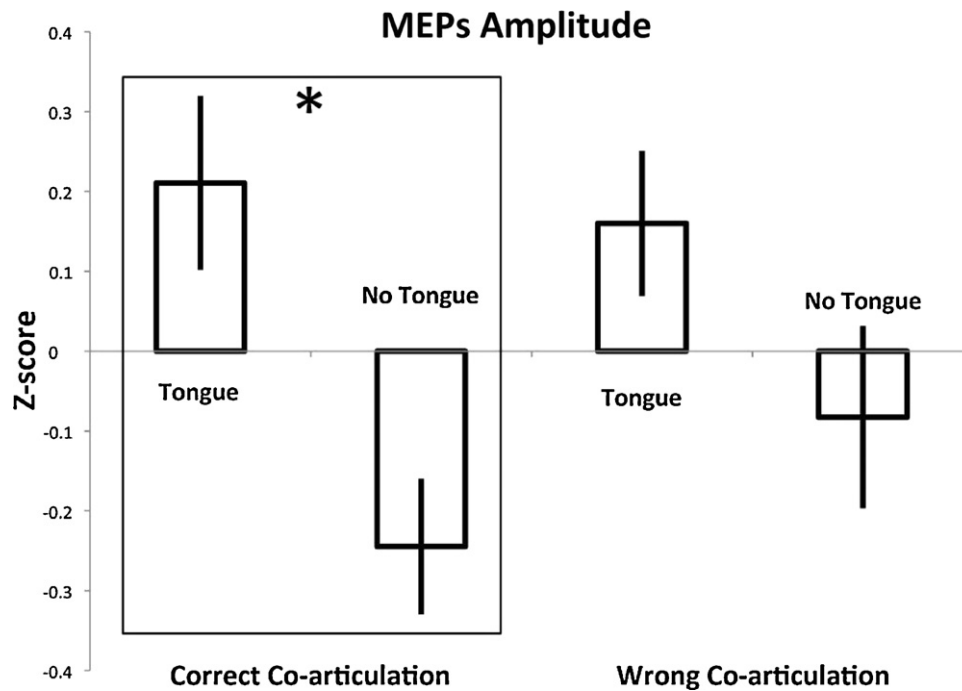 MEPs Amplitude
0.4
0.3
0.2
0.1
0
-0.1
-0.2
-0.3
-0.4
Z-score
*
No Tongue
No Tongue
Tongue
Tongue
Correct Co-articulation
Wrong Co-articulation